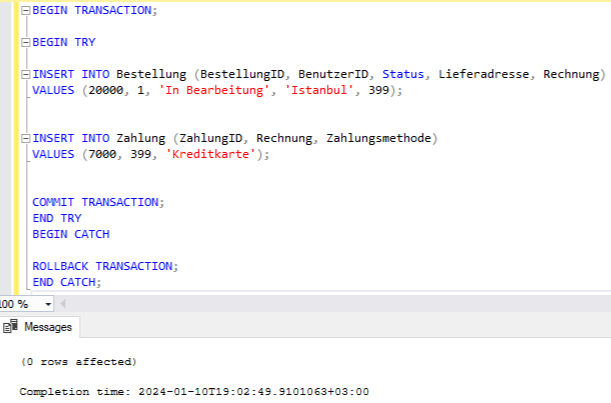 BEGIN TRANSACTION;
BEGIN TRY
INSERT INTO Bestellung (BestellungID, BenutzerID, Status, Lieferadresse, Rechnung)
VALUES (20000, 1, 'In Bearbeitung', 'Istanbul', 399);
INSERT INTO Zahlung (ZahlungID, Rechnung, Zahlungsmethode)
VALUES (7000, 399, 'Kreditkarte');
COMMIT TRANSACTION;
END TRY
BEGIN CATCH
ROLLBACK TRANSACTION;
END CATCH;
100 %
Messages
(0 rows affected)
Completion time: 2024-01-10T19:02:49.9101063+03:00